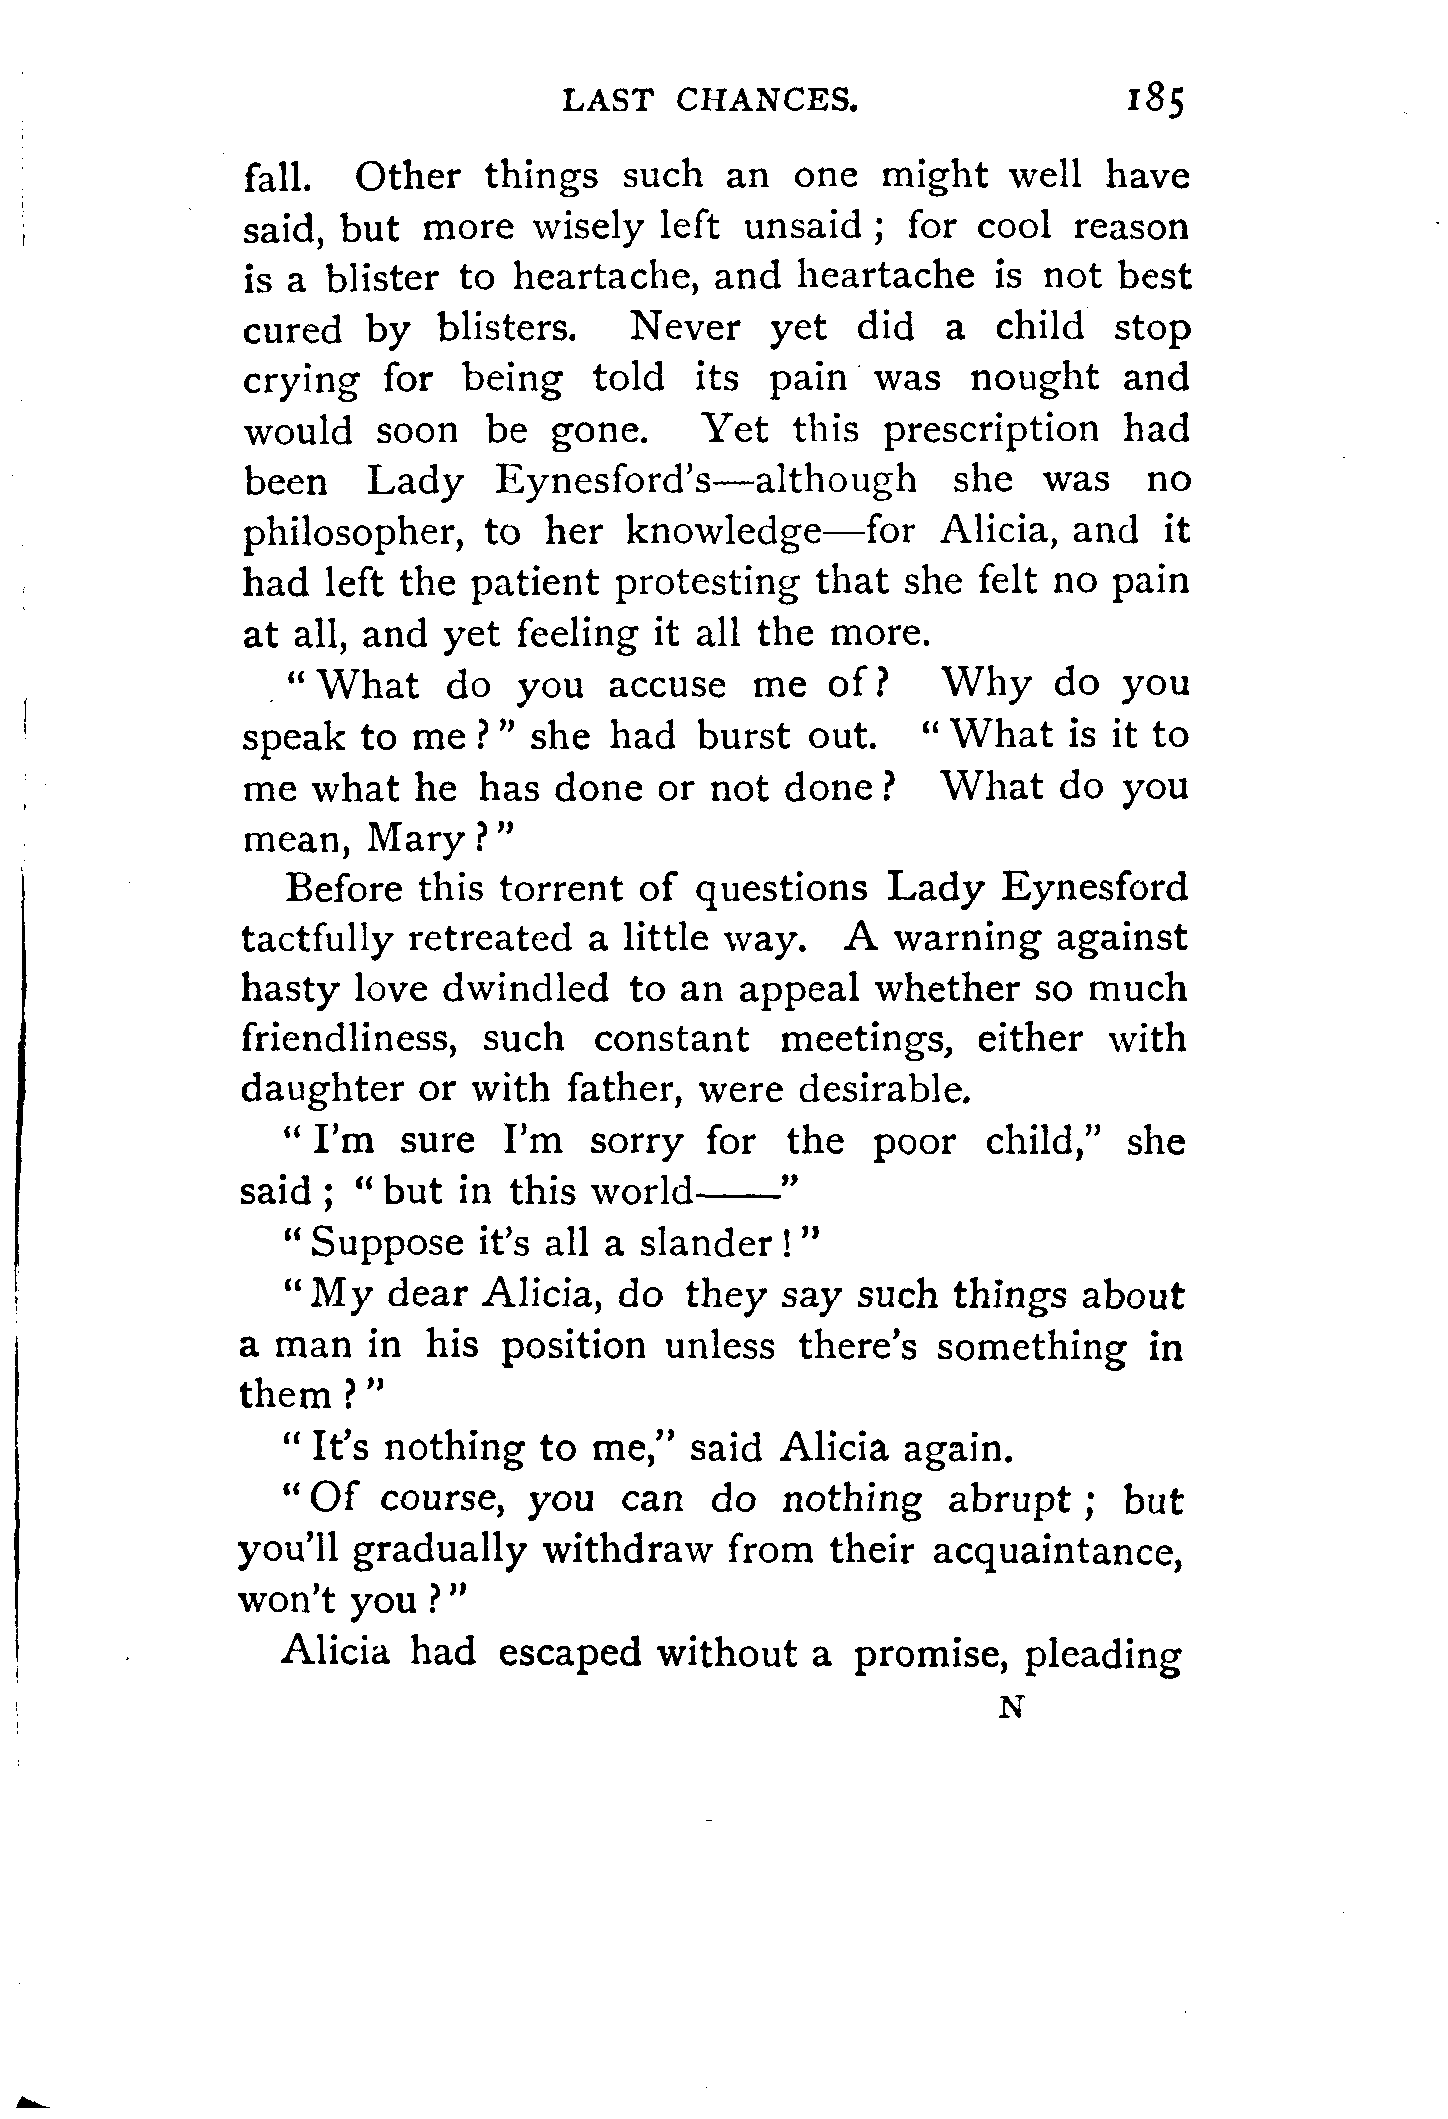 LAST CHANCES. 185
fall. Other things such an one might well have
said, but more wisely left unsaid ; for cool reason
is a blister to heartache, and heartache is not best
cured by blisters. Never yet did a child stop
crying for being told its pain was nought and
would soon be gone. Yet this prescription had
been Lady Eynesford's—although she was no
philosopher, to her knowledge—for Alicia, and it
had left the patient protesting that she felt no pain
at all, and yet feeling it all the more.
“ What do you accuse me of ? Why do you
speak to me ? ” she had burst out. “ What is it to
me what he has done or not done ? What do you
mean, Mary ? ”
Before this torrent of questions Lady Eynesford
tactfully retreated a little way. A warning against
hasty love dwindled to an appeal whether so much
friendliness, such constant meetings, either with
daughter or with father, were desirable.
“ I'm sure I'm sorry for the poor child,” she
said ; “ but in this world——”
“ Suppose it's all a slander ! ”
“ My dear Alicia, do they say such things about
a man in his position unless there's something in
them ? ”
“ It's nothing to me,” said Alicia again.
“ Of course, you can do nothing abrupt ; but
you'll gradually withdraw from their acquaintance,
won't you ? ”
Alicia had escaped without a promise, pleading
N